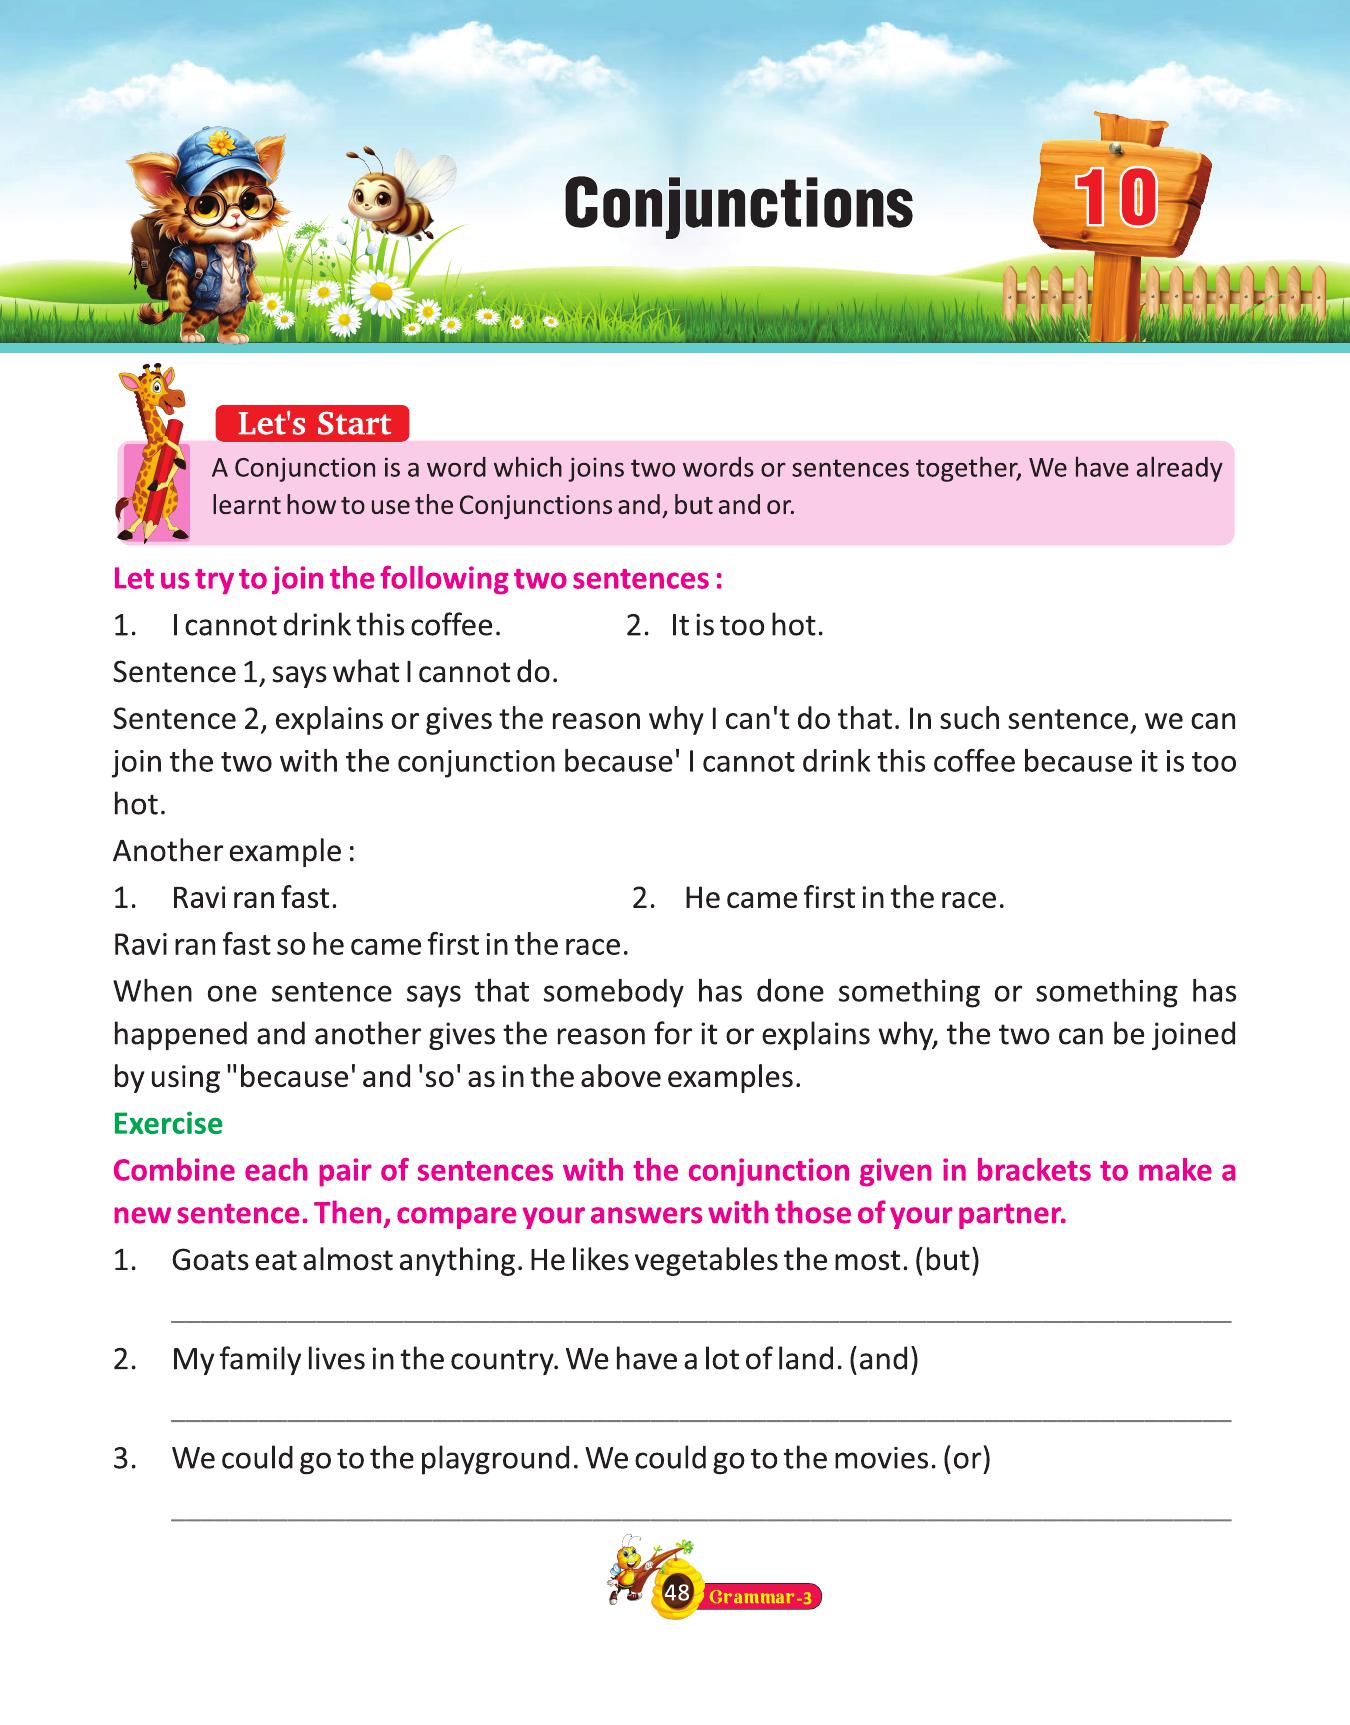 Conjunctions
10
Let's Start
A Conjunction is a word which joins two words or sentences together, We have already
learnt how to use the Conjunctions and, but and or.
Let us try to join the following two sentences :
1. I cannot drink this coffee. 2. It is too hot.
Sentence 1, says what I cannot do.
Sentence 2, explains or gives the reason why I can't do that. In such sentence, we can
join the two with the conjunction because' I cannot drink this coffee because it is too
hot.
Another example :
1. Ravi ran fast. 2. He came first in the race.
Ravi ran fast so he came first in the race.
When one sentence says that somebody has done something or something has
happened and another gives the reason for it or explains why, the two can be joined
by using "because' and 'so' as in the above examples.
Exercise
Combine each pair of sentences with the conjunction given in brackets to make a
new sentence. Then, compare your answers with those of your partner.
1. Goats eat almost anything. He likes vegetables the most. (but)
2. My family lives in the country. We have a lot of land. (and)
3. We could go to the playground. We could go to the movies. (or)
48 Grammar-3